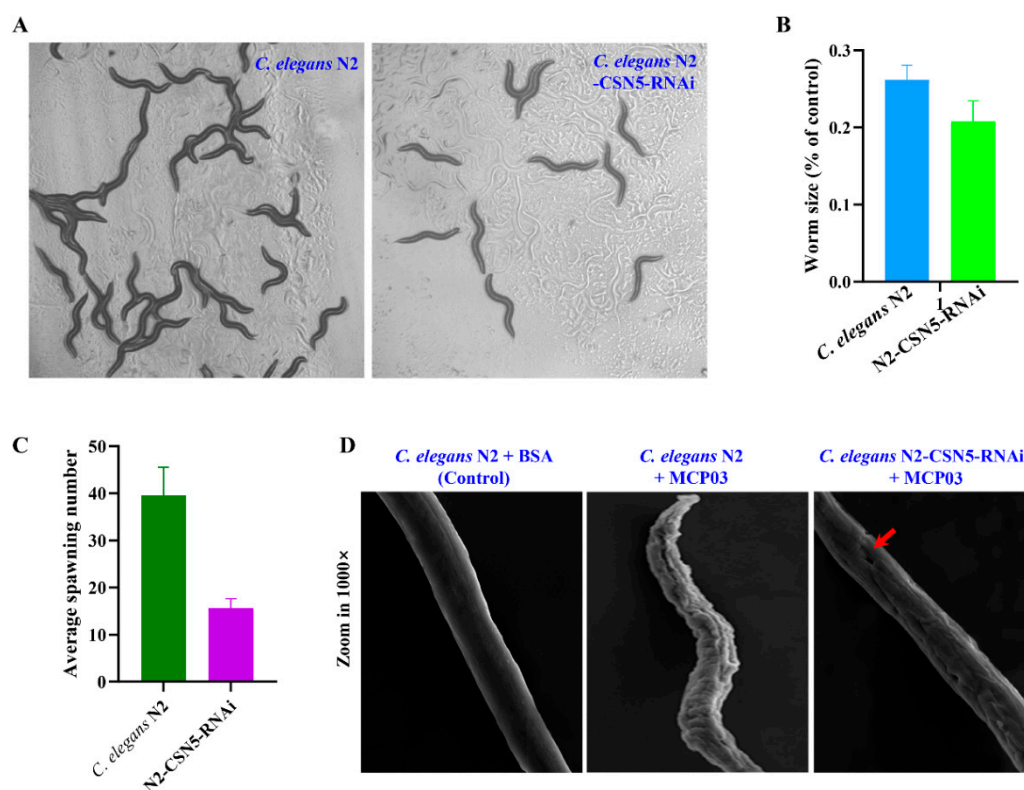 A
C. elegans N2
C. elegans N2
-CSN5-RNAi
B
Worm size (% of control)
0.3
0.2
0.1
0.0
1
C. elegans N2
N2-CSN5-RNAi
C
Average spawning number
50
40
30
20
10
0
C. elegans N2
N2-CSN5-RNAi
D
C. elegans N2 + BSA
(Control)
C. elegans N2
+ MCP03
C. elegans N2-CSN5-RNAi
+ MCP03
Zoom in 1000×